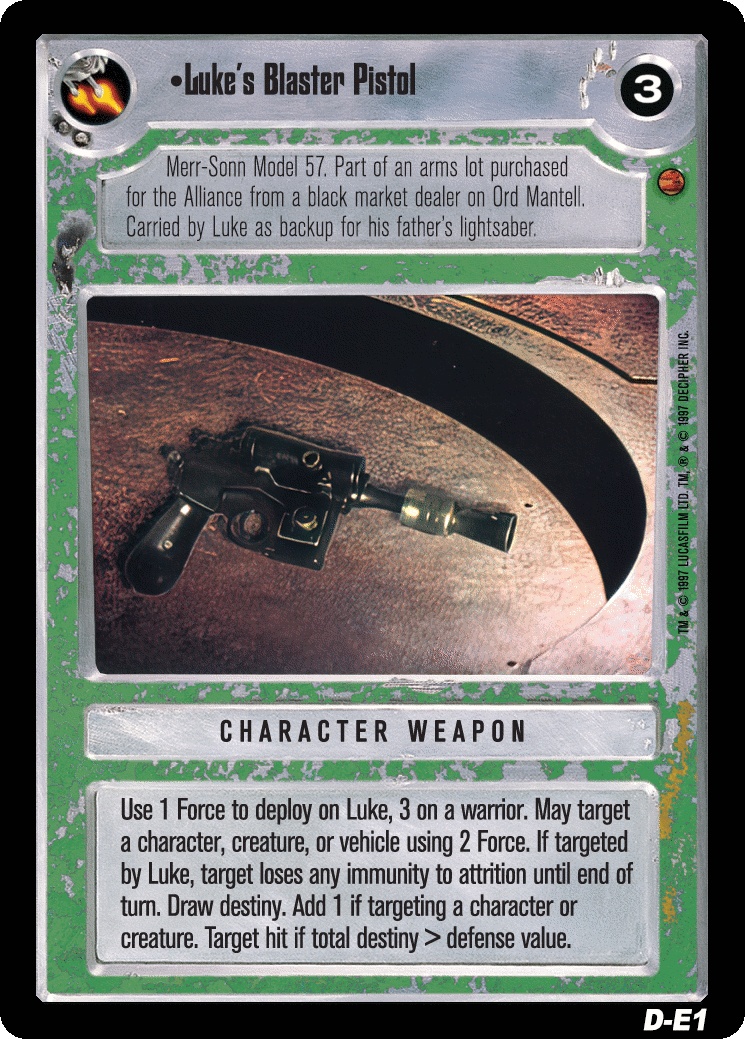 •Luke's Blaster Pistol
3
Merr-Sonn Model 57. Part of an arms lot purchased
for the Alliance from a black market dealer on Ord Mantell.
Carried by Luke as backup for his father's lightsaber.
TM & © 1997 LUCASFILM LTD. TM, ® & © 1997 DECIPHER INC.
CHARACTER WEAPON
Use 1 Force to deploy on Luke, 3 on a warrior. May target
a character, creature, or vehicle using 2 Force. If targeted
by Luke, target loses any immunity to attrition until end of
turn. Draw destiny. Add 1 if targeting a character or
creature. Target hit if total destiny > defense value.
D-E1